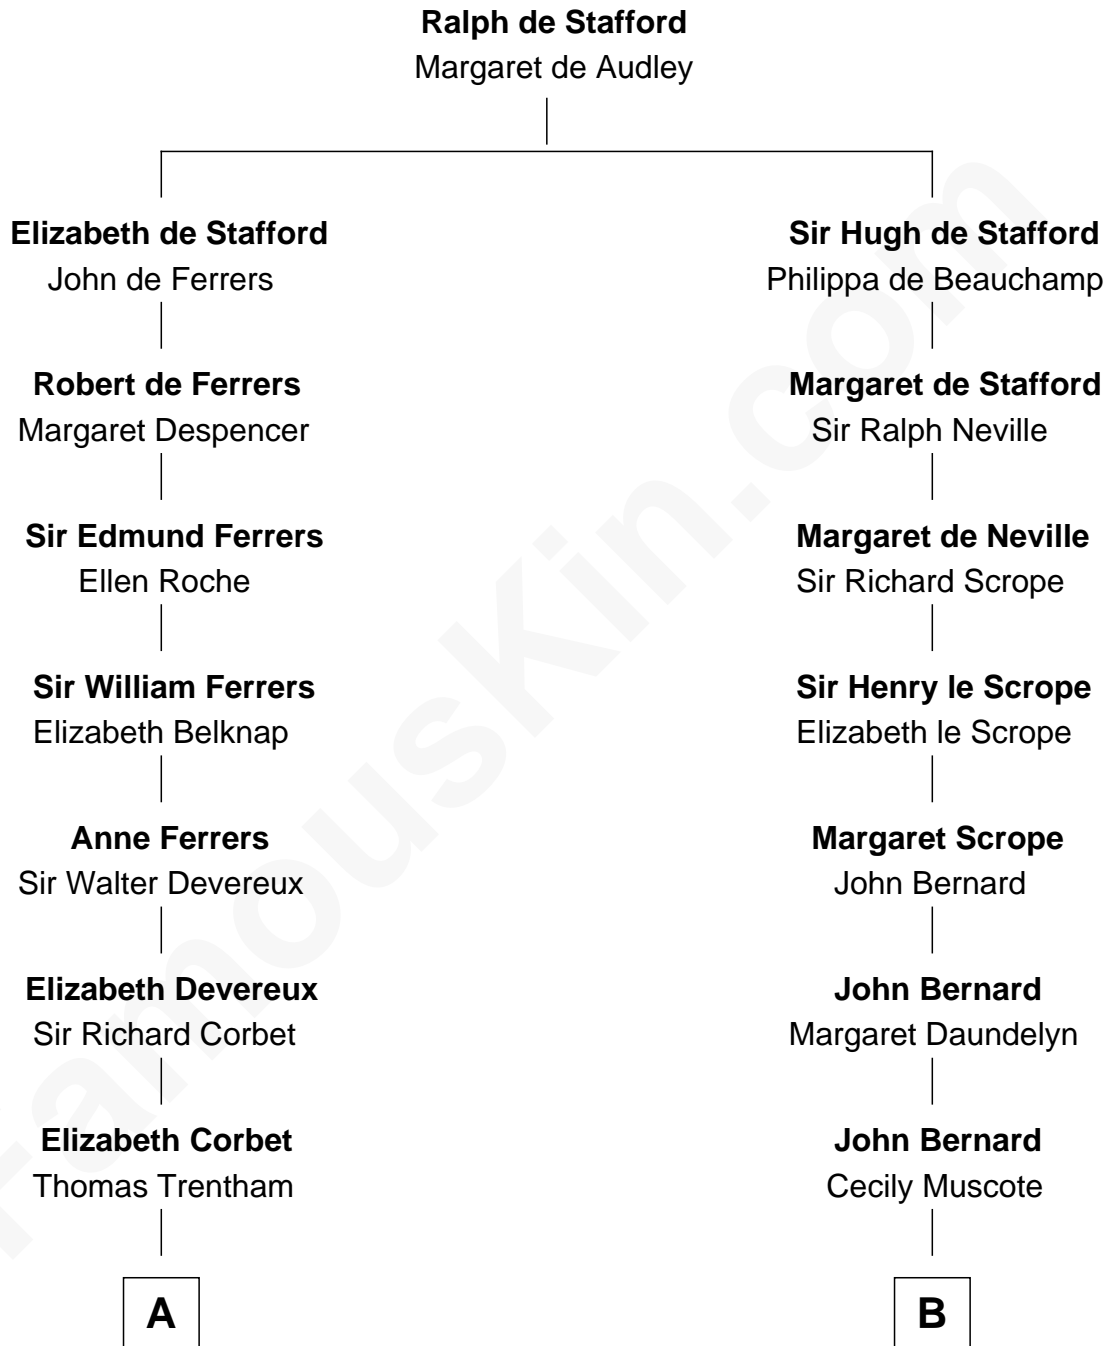 Ralph de Stafford
Margaret de Audley
Elizabeth de Stafford
John de Ferrers
Sir Hugh de Stafford
Philippa de Beauchamp
Robert de Ferrers
Margaret Despencer
Margaret de Stafford
Sir Ralph Neville
Sir Edmund Ferrers
Ellen Roche
Margaret de Neville
Sir Richard Scrope
Sir William Ferrers
Elizabeth Belknap
Sir Henry le Scrope
Elizabeth le Scrope
Anne Ferrers
Sir Walter Devereux
Margaret Scrope
John Bernard
Elizabeth Devereux
Sir Richard Corbet
John Bernard
Margaret Daundelyn
Elizabeth Corbet
Thomas Trentham
John Bernard
Cecily Muscote
A
B
FamousKin.com